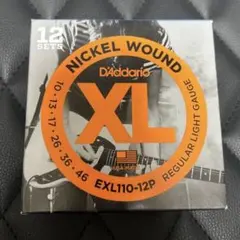 12
SETS
NICKEL WOUND
D'Addario
XL
10·13·17·26·36·46
EXL110-12P
REGULAR LIGHT GAUGE